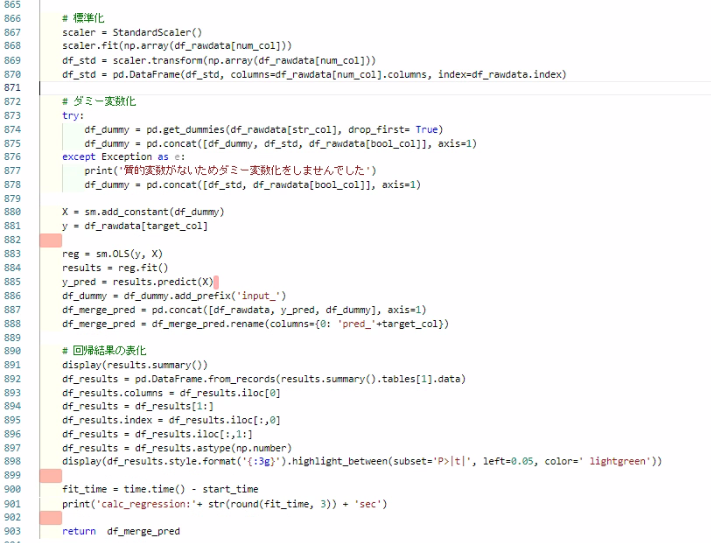 865
866 # 標準化
867 scaler = StandardScaler()
868 scaler.fit(np.array(df_rawdata[num_col]))
869 df_std = scaler.transform(np.array(df_rawdata[num_col]))
870 df_std = pd.DataFrame(df_std, columns=df_rawdata[num_col].columns, index=df_rawdata.index)
871
872 # ダミー変数化
873 try:
874 df_dummy = pd.get_dummies(df_rawdata[str_col], drop_first= True)
875 df_dummy = pd.concat([df_dummy, df_std, df_rawdata[bool_col]], axis=1)
876 except Exception as e:
877 print('質的変数がないためダミー変数化をしませんでした')
878 df_dummy = pd.concat([df_std, df_rawdata[bool_col]], axis=1)
879
880 X = sm.add_constant(df_dummy)
881 y = df_rawdata[target_col]
882
883 reg = sm.OLS(y, X)
884 results = reg.fit()
885 y_pred = results.predict(X)
886 df_dummy = df_dummy.add_prefix('input_')
887 df_merge_pred = pd.concat([df_rawdata, y_pred, df_dummy], axis=1)
888 df_merge_pred = df_merge_pred.rename(columns={0: 'pred_'+target_col})
889
890 # 回帰結果の表化
891 display(results.summary())
892 df_results = pd.DataFrame.from_records(results.summary().tables[1].data)
893 df_results.columns = df_results.iloc[0]
894 df_results = df_results[1:]
895 df_results.index = df_results.iloc[:,0]
896 df_results = df_results.iloc[:,1:]
897 df_results = df_results.astype(np.number)
898 display(df_results.style.format('{:3g}').highlight_between(subset='P>|t|', left=0.05, color=' lightgreen'))
899
900 fit_time = time.time() - start_time
901 print('calc_regression:'+ str(round(fit_time, 3)) + 'sec')
902
903 return df_merge_pred